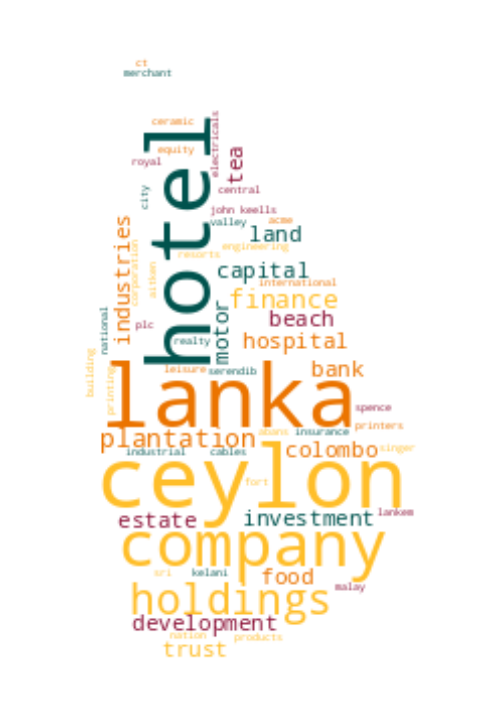 ct
merchant
ceramic
electricals
hotel
equity
tea
royal
city
central
john keells
valley
acme
land
industries
corporation
engineering
resorts
aitken
capital
international
finance
motor
national
plc
beach
realty
hospital
building
printing
leisure
serendib
bank
lanka
spence
printers
plantation
abans
insurance
industrial
cables
colombo
singer
ceylon
fort
estate
investment
lankem
company
sri
kelani
food
malay
holdings
development
nation
products
trust